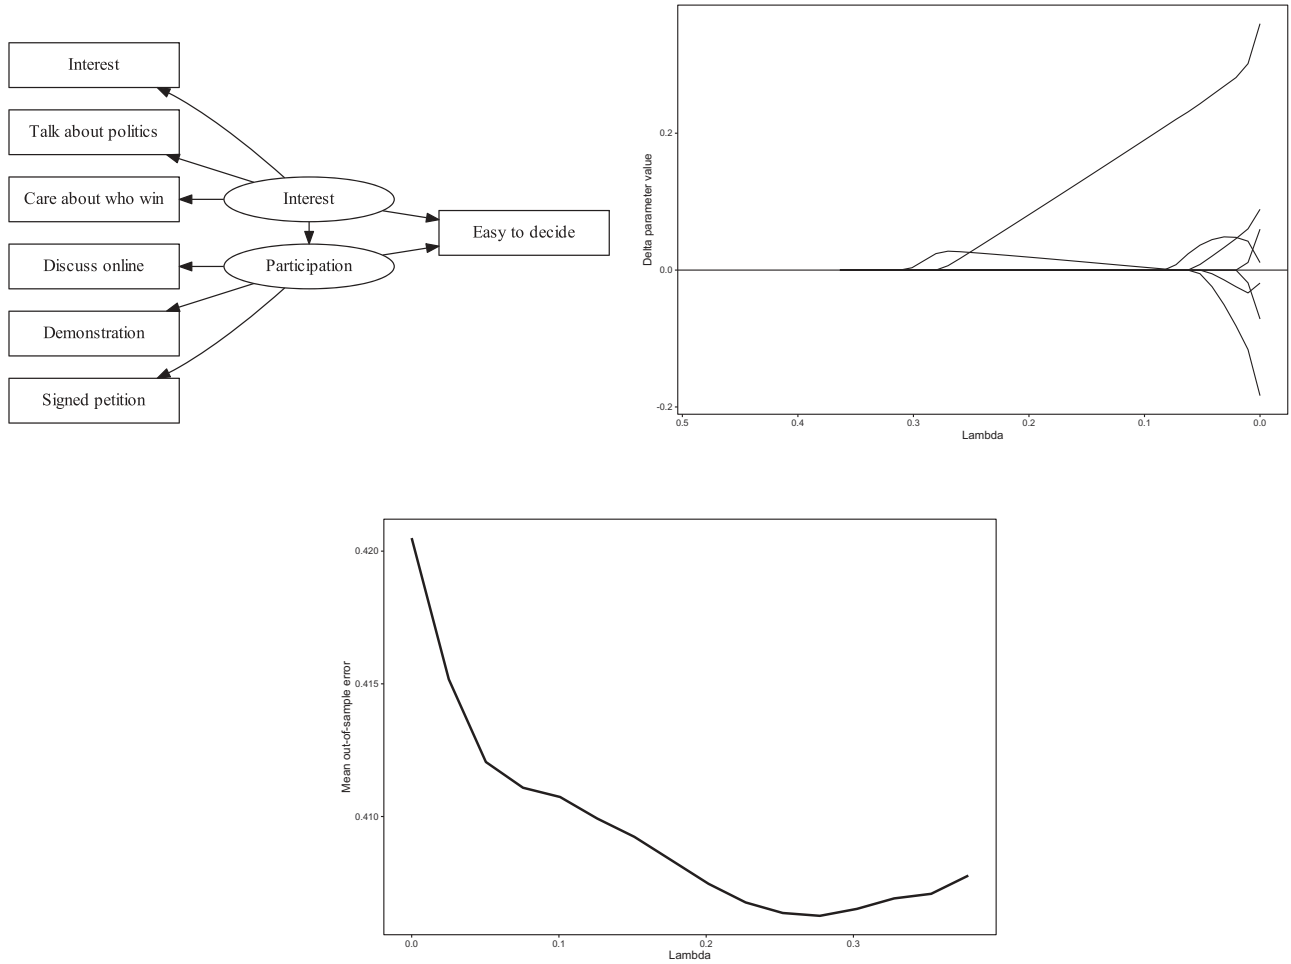 Interest
Talk about politics
Care about who win
Discuss online
Demonstration
Signed petition
Interest
Participation
Easy to decide
Delta parameter value
0.2
0.0
-0.2
0.5 0.4 0.3 0.2 0.1 0.0
Lambda
Mean out-of-sample error
0.420
0.415
0.410
0.0 0.1 0.2 0.3
Lambda